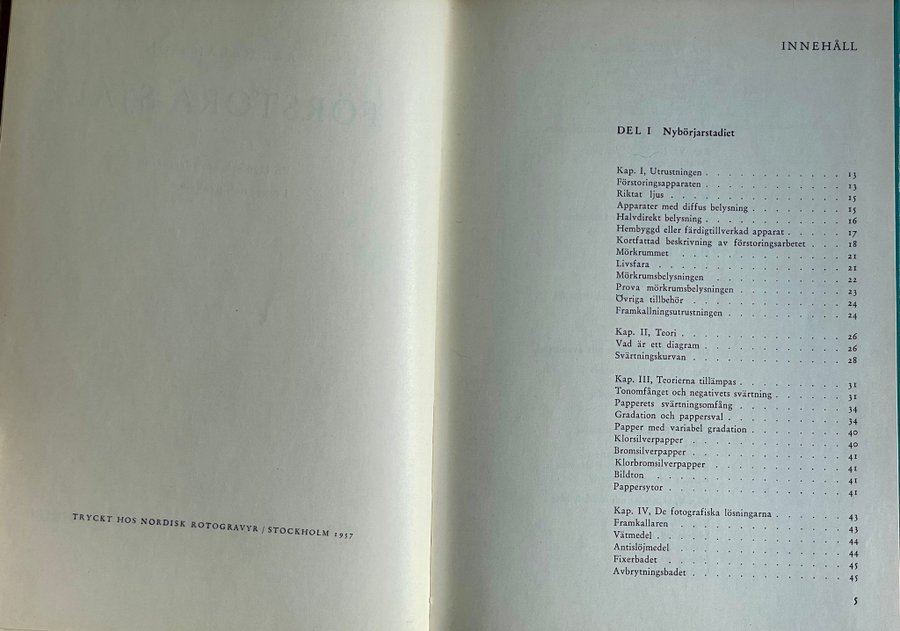 TRYCKT HOS NORDISK ROTOGRAVYR / STOCKHOLM 1957
INNEHÅLL
DEL I Nybörjarstadiet
Kap. I, Utrustningen . . . . . . . . . . 13
Förstoringsapparaten . . . . . . . . . . 13
Riktat ljus . . . . . . . . . . 15
Apparater med diffus belysning . . . . . . . . 15
Halvdirekt belysning . . . . . . . . . . 16
Hembyggd eller färdigtillverkad apparat . . . . . 17
Kortfattad beskrivning av förstoringsarbetet . . . 18
Mörkrummet . . . . . . . . . . 21
Livsfara . . . . . . . . . . 21
Mörkrumsbelysningen . . . . . . . . . . 22
Prova mörkrumsbelysningen . . . . . . . . 23
Övriga tillbehör . . . . . . . . . . 24
Framkallningsutrustningen . . . . . . . . 24
Kap. II, Teori . . . . . . . . . . 26
Vad är ett diagram . . . . . . . . . . 26
Svärtningskurvan . . . . . . . . . . 28
Kap. III, Teorierna tillämpas . . . . . . . . 31
Tonomfånget och negativets svärtning . . . . . . 31
Papperets svärtningsomfång . . . . . . . . 34
Gradation och pappersval . . . . . . . . 34
Papper med variabel gradation . . . . . . . . 40
Klorsilverpapper . . . . . . . . . . 40
Bromsilverpapper . . . . . . . . . . 41
Klorbromsilverpapper . . . . . . . . . . 41
Bildton . . . . . . . . . . 41
Pappersytor . . . . . . . . . . 41
Kap. IV, De fotografiska lösningarna . . . . . . 43
Framkallaren . . . . . . . . . . 43
Vätmedel . . . . . . . . . . 44
Antislöjmedel . . . . . . . . . . 44
Fixerbadet . . . . . . . . . . 45
Avbrytningsbadet . . . . . . . . . . 45
5